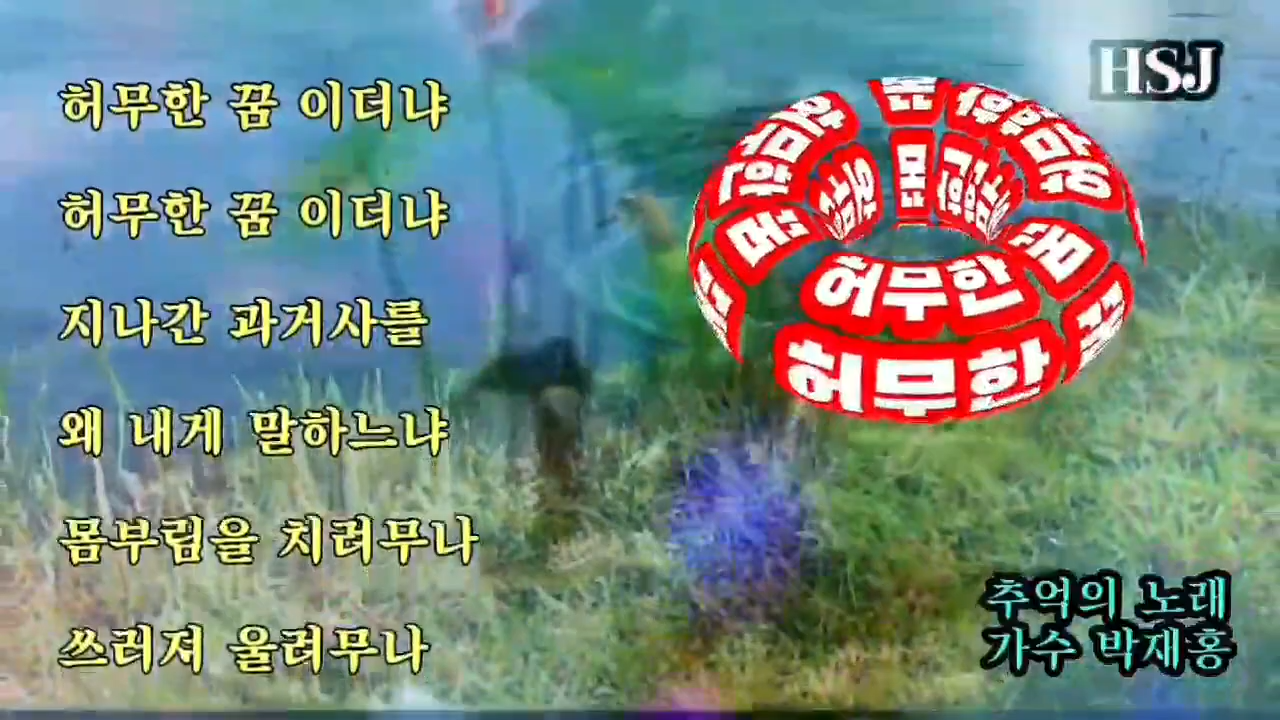 허무한 꿈 이더냐
허무한 꿈 이더냐
지나간 과거사를
왜 내게 말하느냐
몸부림을 치려무나
쓰러져 울려무나
HSJ
허무한
허무한
추억의 노래
가수 박재홍